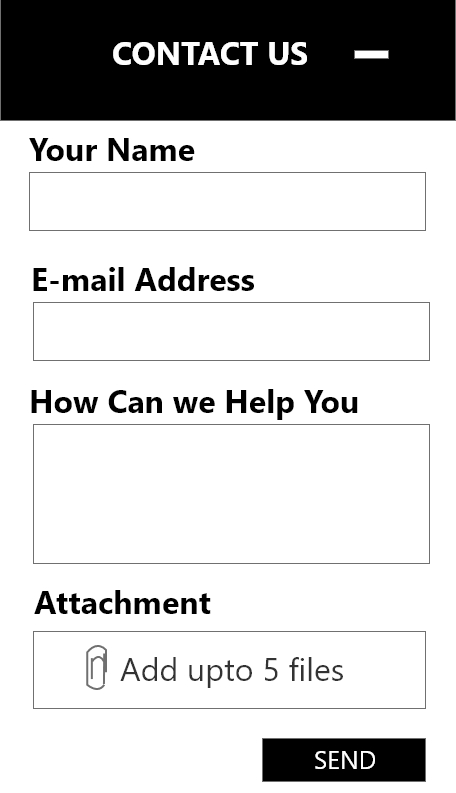 CONTACT US
Your Name
E-mail Address
How Can we Help You
Attachment
Add upto 5 files
SEND